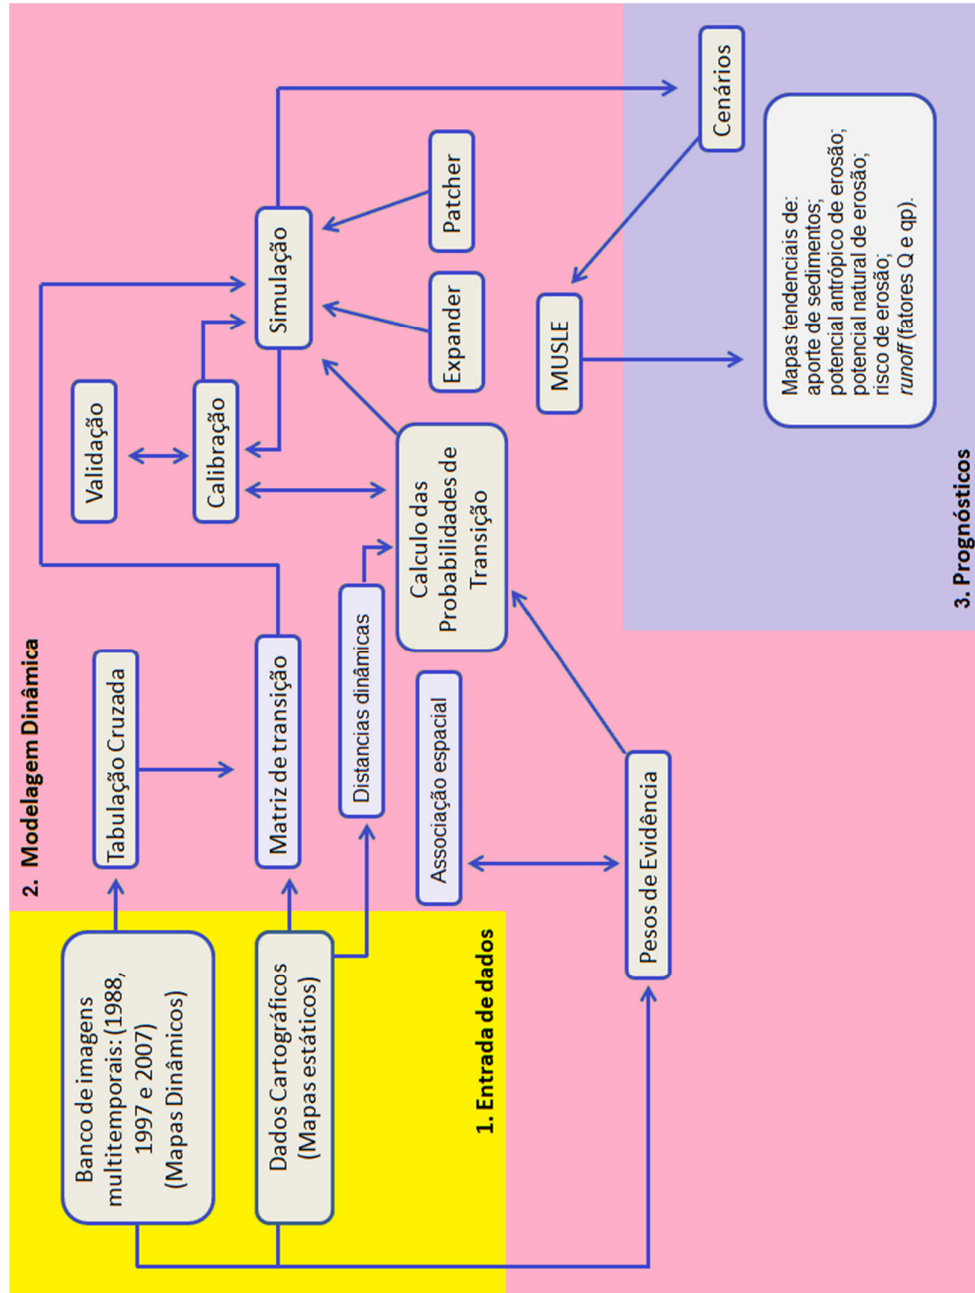 2. Modelagem Dinâmica
Banco de imagens
multitemporais: (1988,
1997 e 2007)
(Mapas Dinâmicos)
Dados Cartográficos
(Mapas estáticos)
1. Entrada de dados
Tabulação Cruzada
Matriz de transição
Distancias dinâmicas
Associação espacial
Pesos de Evidência
Validação
Calibração
Calculo das
Probabilidades de
Transição
Simulação
Expander
Patcher
MUSLE
Cenários
Mapas tendenciais de:
aporte de sedimentos;
potencial antrópico de erosão;
potencial natural de erosão;
risco de erosão;
runoff (fatores Q e qp).
3. Prognósticos